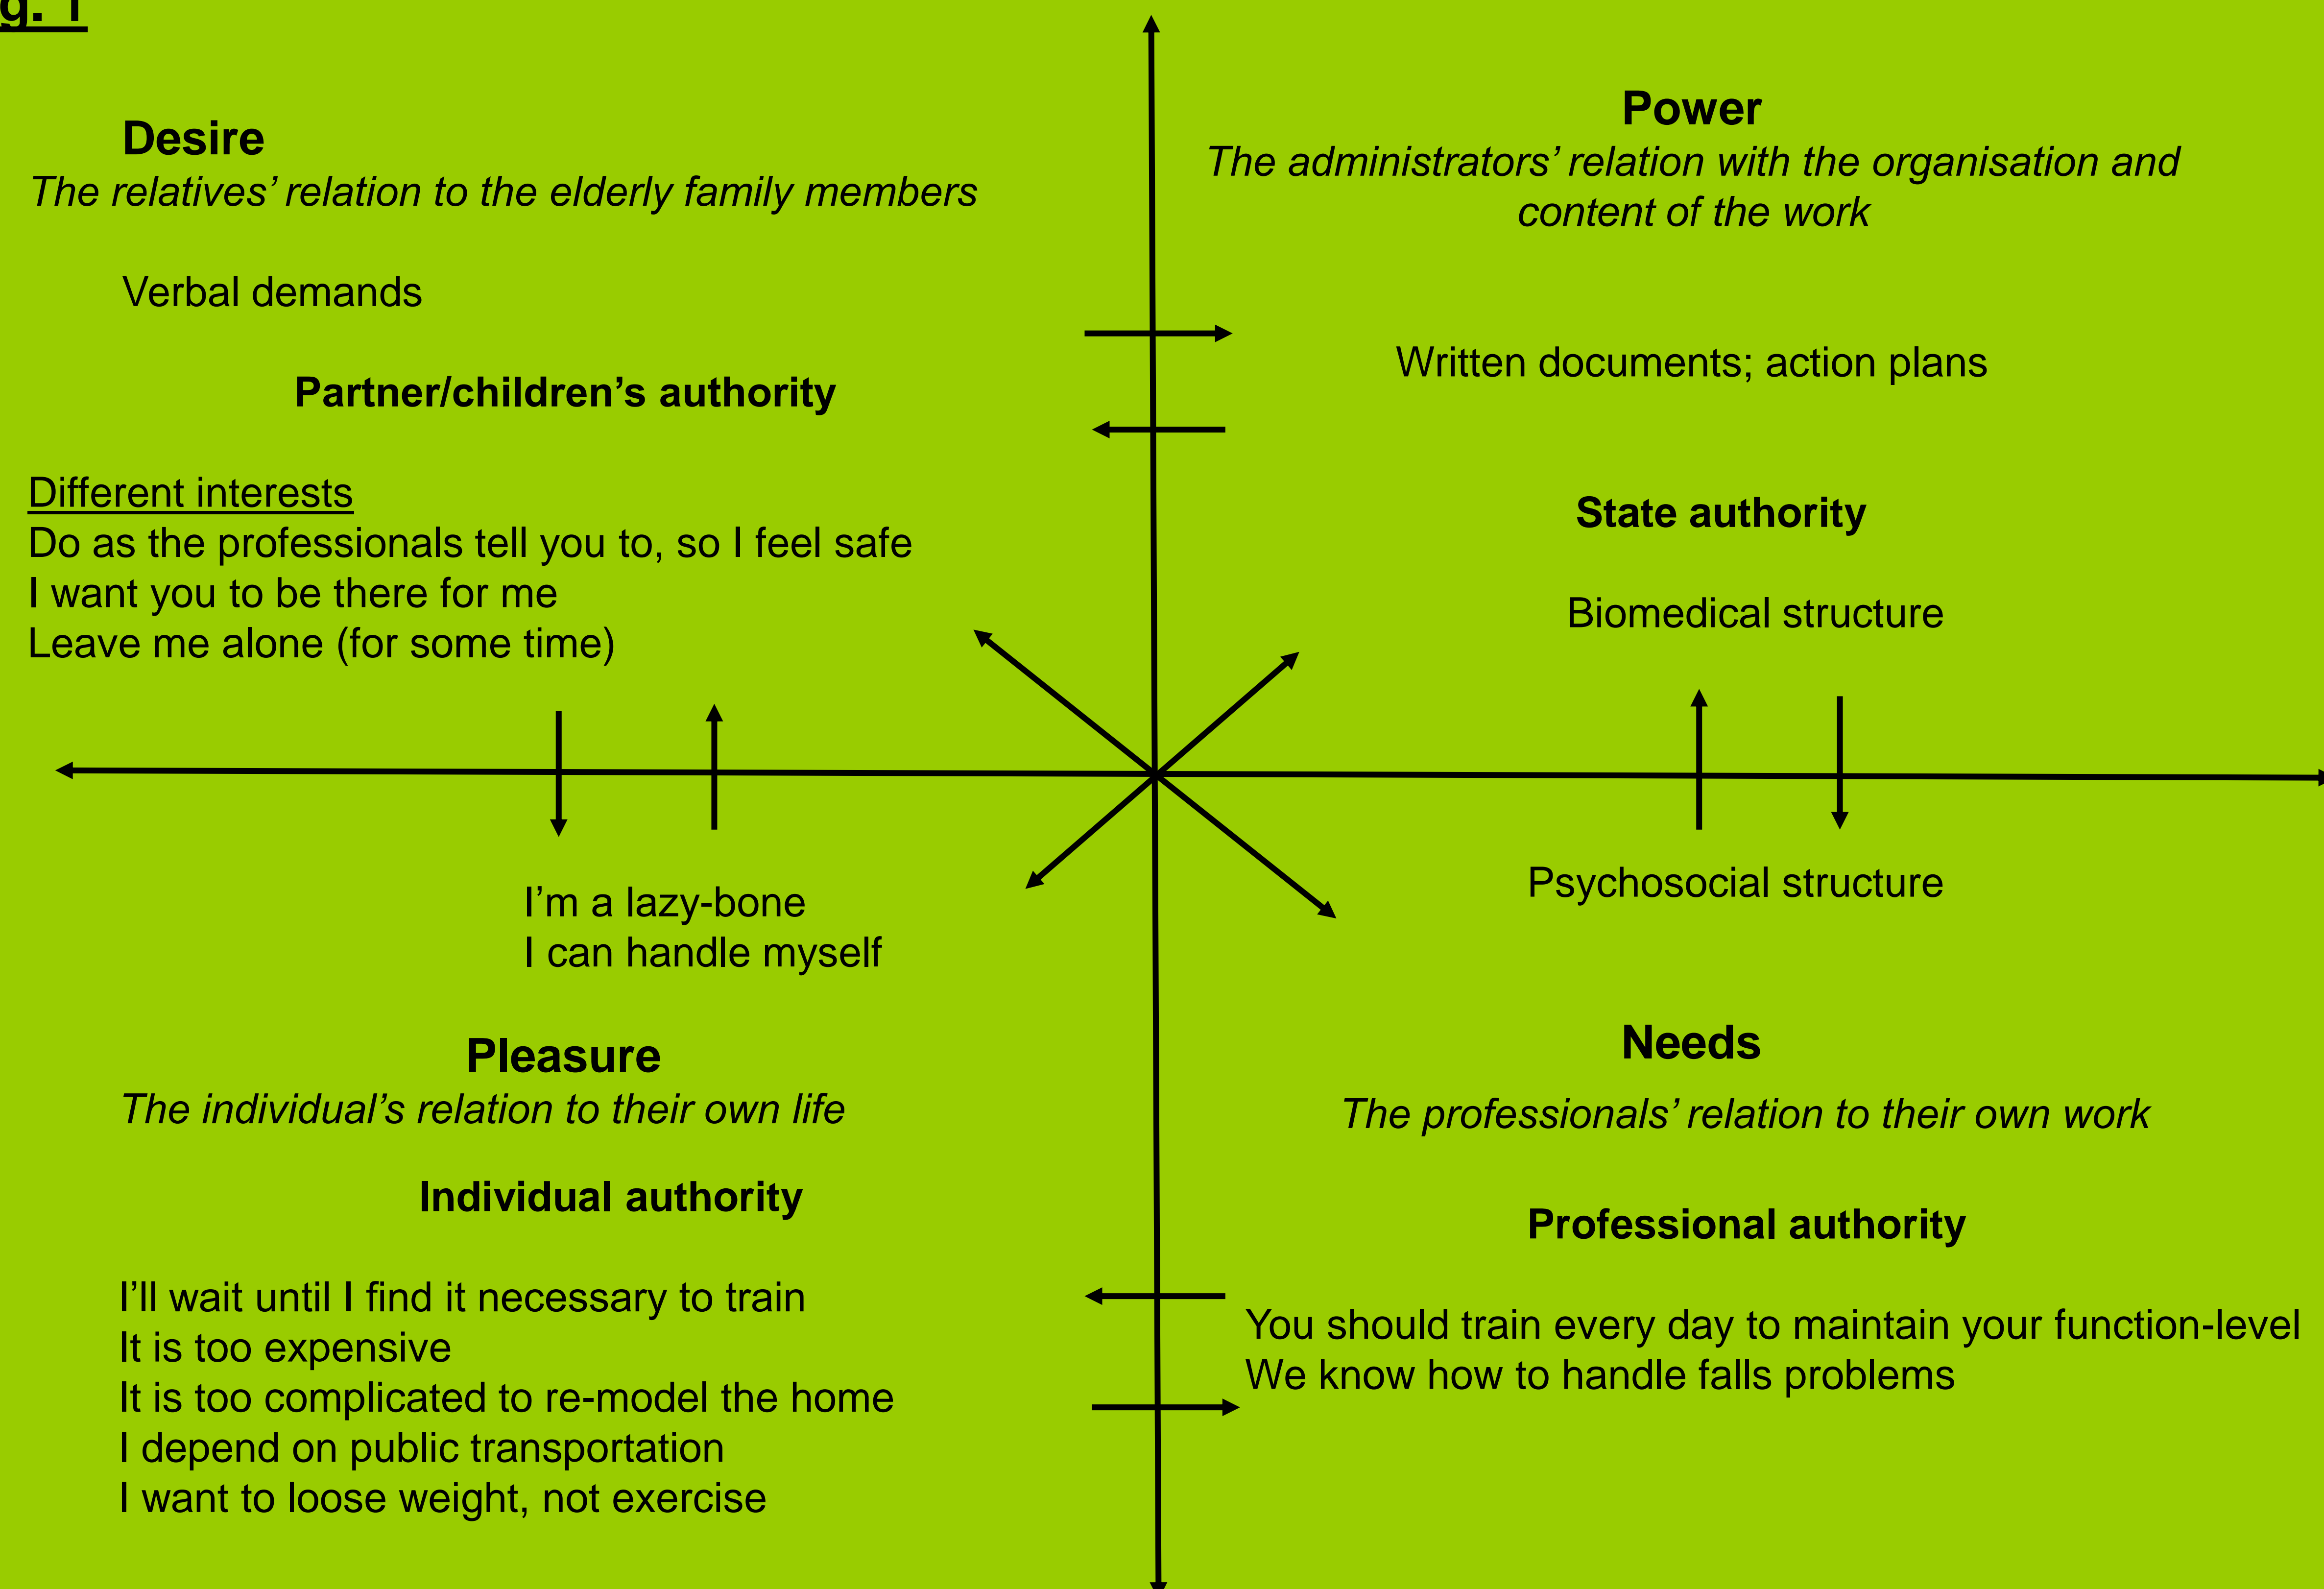 g. 1
Desire
The relatives’ relation to the elderly family members
Verbal demands
Partner/children’s authority
Different interests
Do as the professionals tell you to, so I feel safe
I want you to be there for me
Leave me alone (for some time)
Power
The administrators’ relation with the organisation and
content of the work
Written documents; action plans
State authority
Biomedical structure
I’m a lazy-bone
I can handle myself
Pleasure
The individual’s relation to their own life
Individual authority
I’ll wait until I find it necessary to train
It is too expensive
It is too complicated to re-model the home
I depend on public transportation
I want to loose weight, not exercise
Psychosocial structure
Needs
The professionals’ relation to their own work
Professional authority
You should train every day to maintain your function-level
We know how to handle falls problems